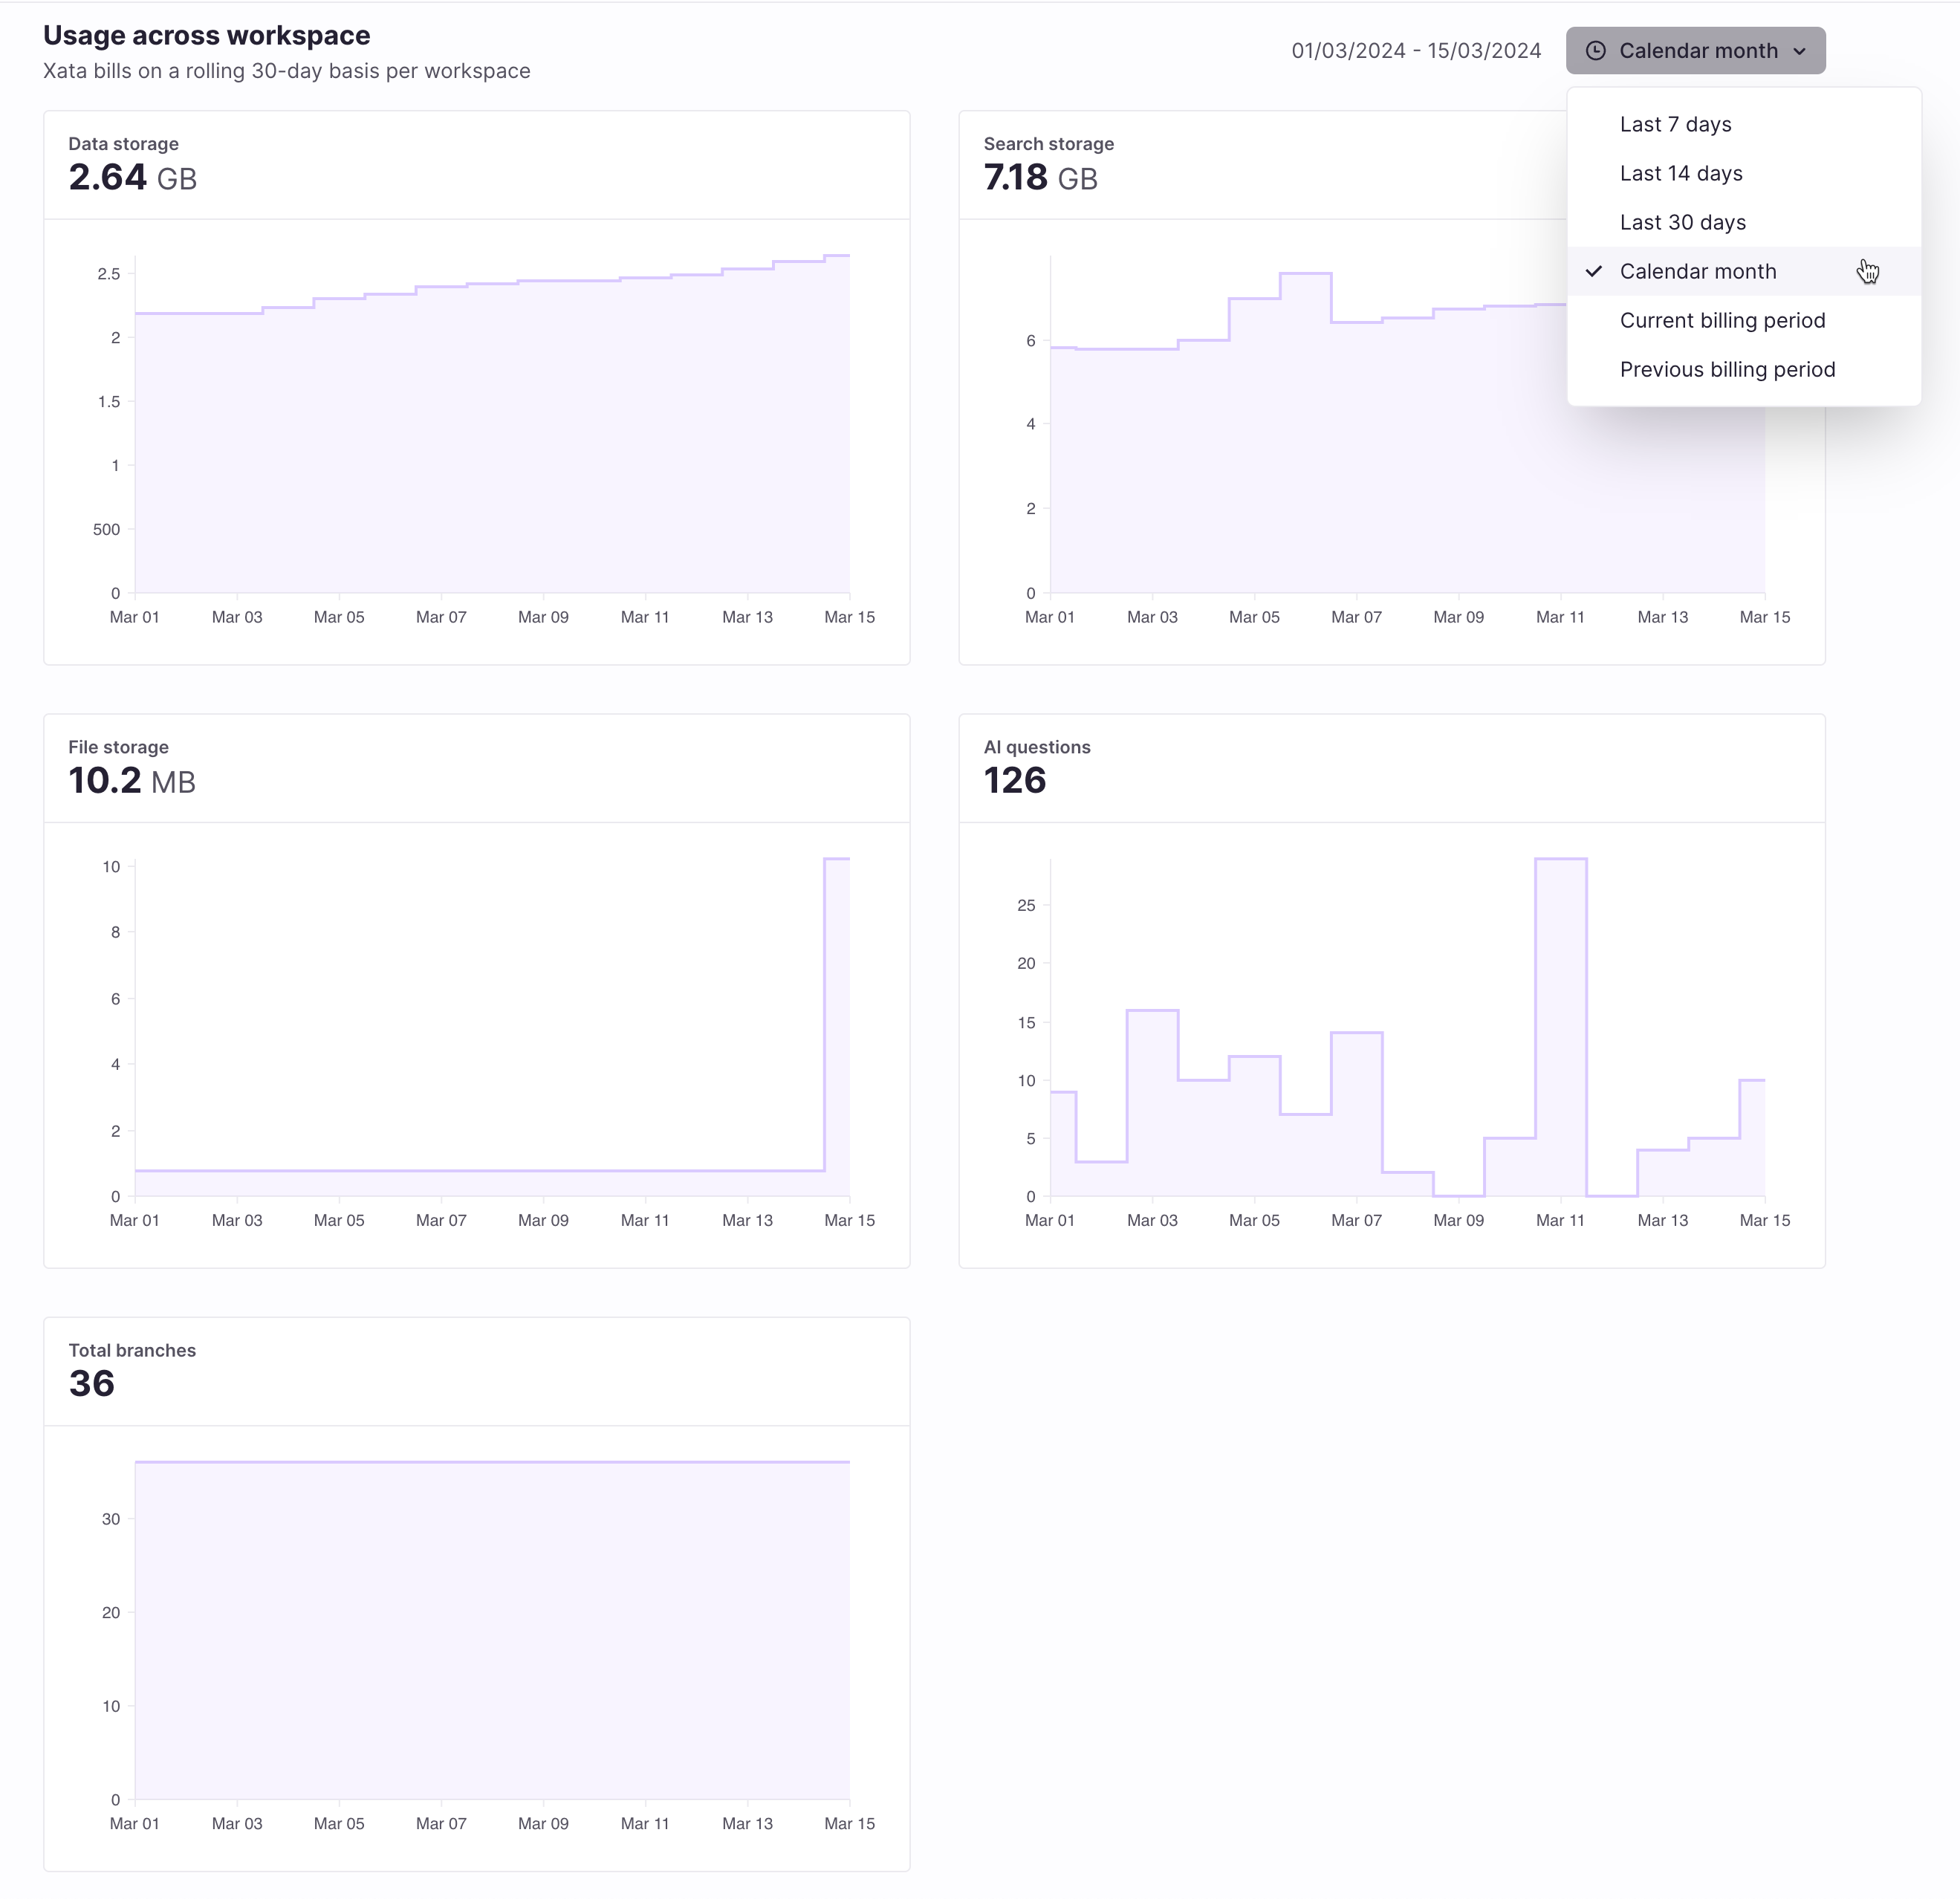 Usage across workspace
Xata bills on a rolling 30-day basis per workspace
01/03/2024 - 15/03/2024
Calendar month
Last 7 days
Last 14 days
Last 30 days
Calendar month
Current billing period
Previous billing period
Data storage
2.64 GB
2.5
2
1.5
1
500
0
Mar 01 Mar 03 Mar 05 Mar 07 Mar 09 Mar 11 Mar 13 Mar 15
Search storage
7.18 GB
6
4
2
0
Mar 01 Mar 03 Mar 05 Mar 07 Mar 09 Mar 11 Mar 13 Mar 15
File storage
10.2 MB
10
8
6
4
2
0
Mar 01 Mar 03 Mar 05 Mar 07 Mar 09 Mar 11 Mar 13 Mar 15
AI questions
126
25
20
15
10
5
0
Mar 01 Mar 03 Mar 05 Mar 07 Mar 09 Mar 11 Mar 13 Mar 15
Total branches
36
30
20
10
0
Mar 01 Mar 03 Mar 05 Mar 07 Mar 09 Mar 11 Mar 13 Mar 15